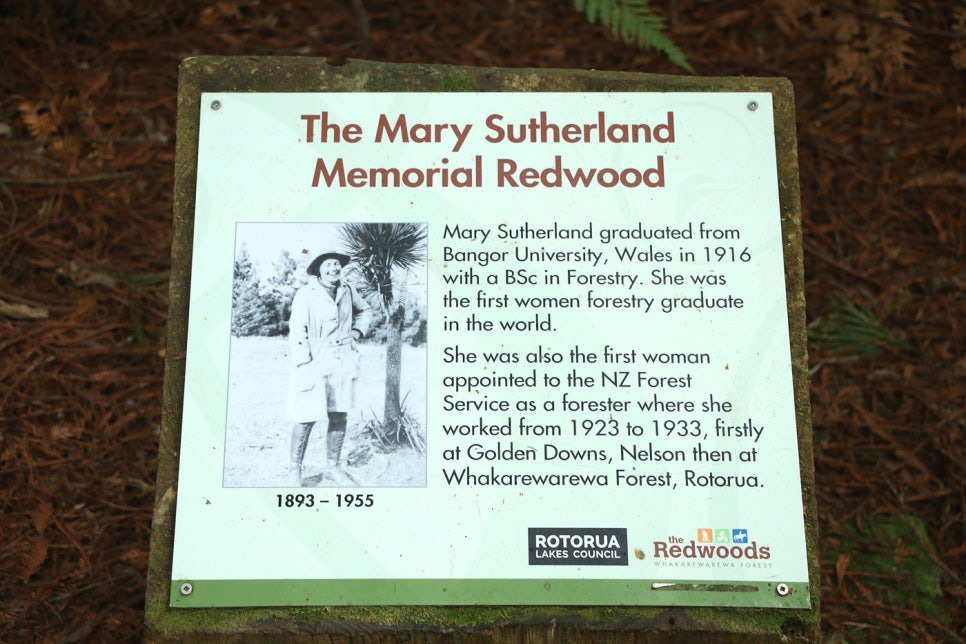 The Mary Sutherland
Memorial Redwood
Mary Sutherland graduated from
Bangor University, Wales in 1916
with a BSc in Forestry. She was
the first women forestry graduate
in the world.
She was also the first woman
appointed to the NZ Forest
Service as a forester where she
worked from 1923 to 1933, firstly
at Golden Downs, Nelson then at
Whakarewarewa Forest, Rotorua.
1893 – 1955
ROTORUA
LAKES COUNCIL
the
Redwoods
WHAKAREWAREWA FOREST